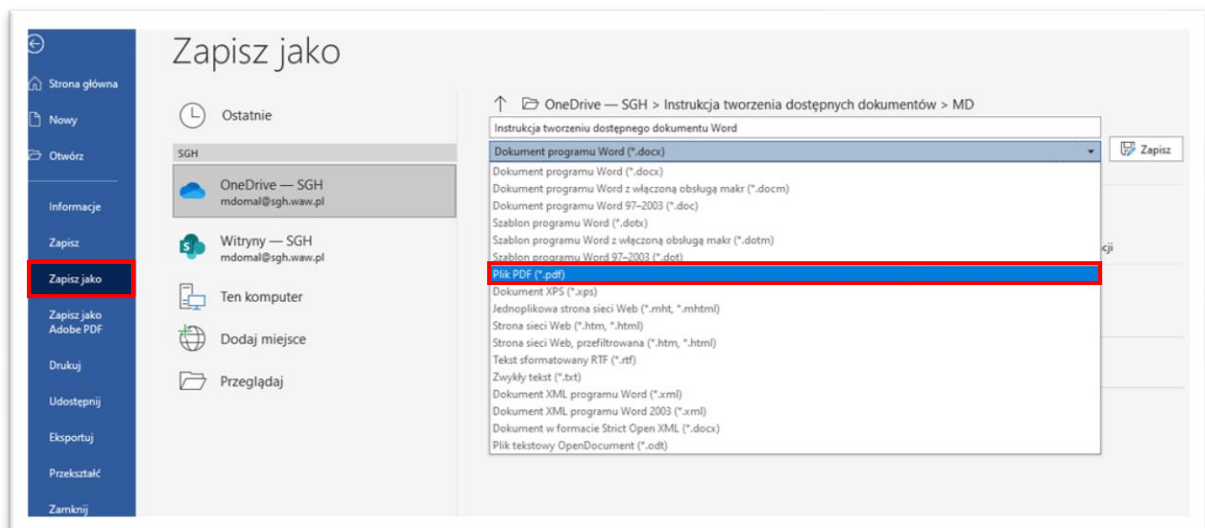 Zapisz jako
Strona główna
Nowy
Otwórz
Informacje
Zapisz
Zapisz jako
Zapisz jako
Adobe PDF
Drukuj
Udostępnij
Eksportuj
Przekształć
Zamknij
Ostatnie
SGH
OneDrive — SGH
mdomal@sgh.waw.pl
Witryny — SGH
mdomal@sgh.waw.pl
Ten komputer
Dodaj miejsce
Przeglądaj
OneDrive — SGH > Instrukcja tworzenia dostępnych dokumentów > MD
Instrukcja tworzeniu dostępnego dokumentu Word
Dokument programu Word (*.docx)
Zapisz
Dokument programu Word (*.docx)
Dokument programu Word z włączoną obsługą makr (*.docm)
Dokument programu Word 97–2003 (*.doc)
Szablon programu Word (*.dotx)
Szablon programu Word z włączoną obsługą makr (*.dotm)
Szablon programu Word 97–2003 (*.dot)
cji
Plik PDF (*.pdf)
Dokument XPS (*.xps)
Jednoplikowa strona sieci Web (*.mht, *.mhtml)
Strona sieci Web (*.htm, *.html)
Strona sieci Web, przefiltrowana (*.htm, *.html)
Tekst sformatowany RTF (*.rtf)
Zwykły tekst (*.txt)
Dokument XML programu Word (*.xml)
Dokument XML programu Word 2003 (*.xml)
Dokument w formacie Strict Open XML (*.docx)
Plik tekstowy OpenDocument (*.odt)